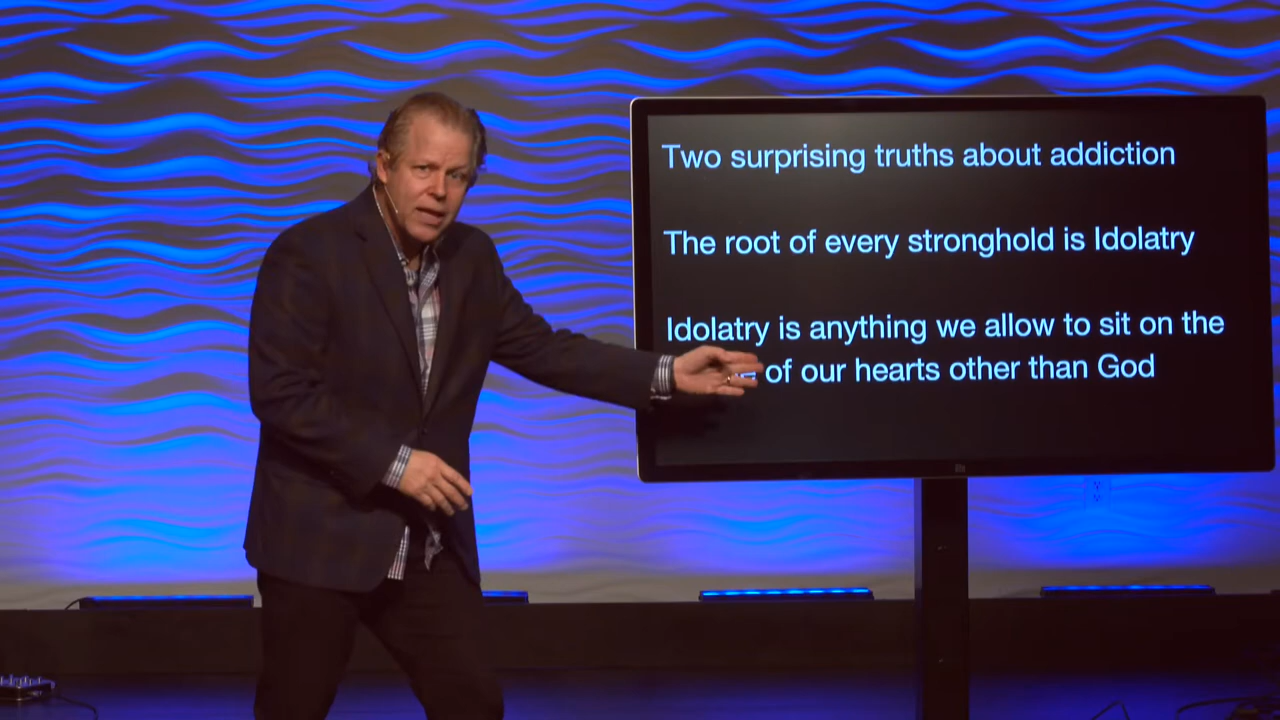 Two surprising truths about addiction
The root of every stronghold is Idolatry
Idolatry is anything we allow to sit on the
of our hearts other than God